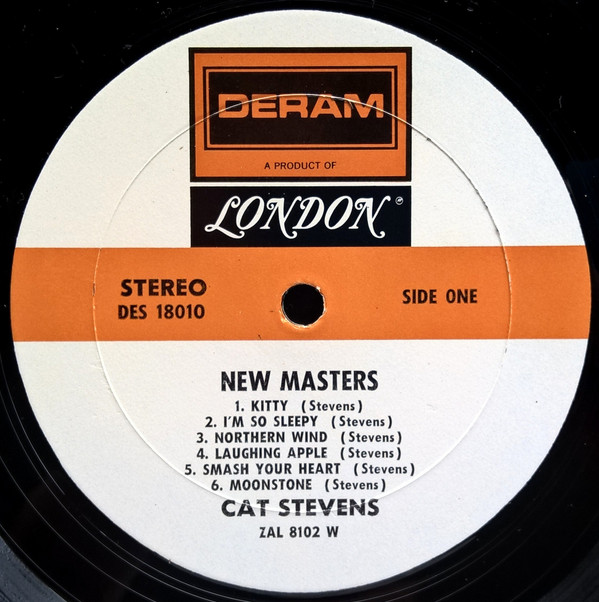 DERAM
A PRODUCT OF
LONDON®
STEREO
DES 18010
SIDE ONE
NEW MASTERS
1. KITTY (Stevens)
2. I'M SO SLEEPY (Stevens)
3. NORTHERN WIND (Stevens)
4. LAUGHING APPLE (Stevens)
5. SMASH YOUR HEART (Stevens)
6. MOONSTONE (Stevens)
CAT STEVENS
ZAL 8102 W